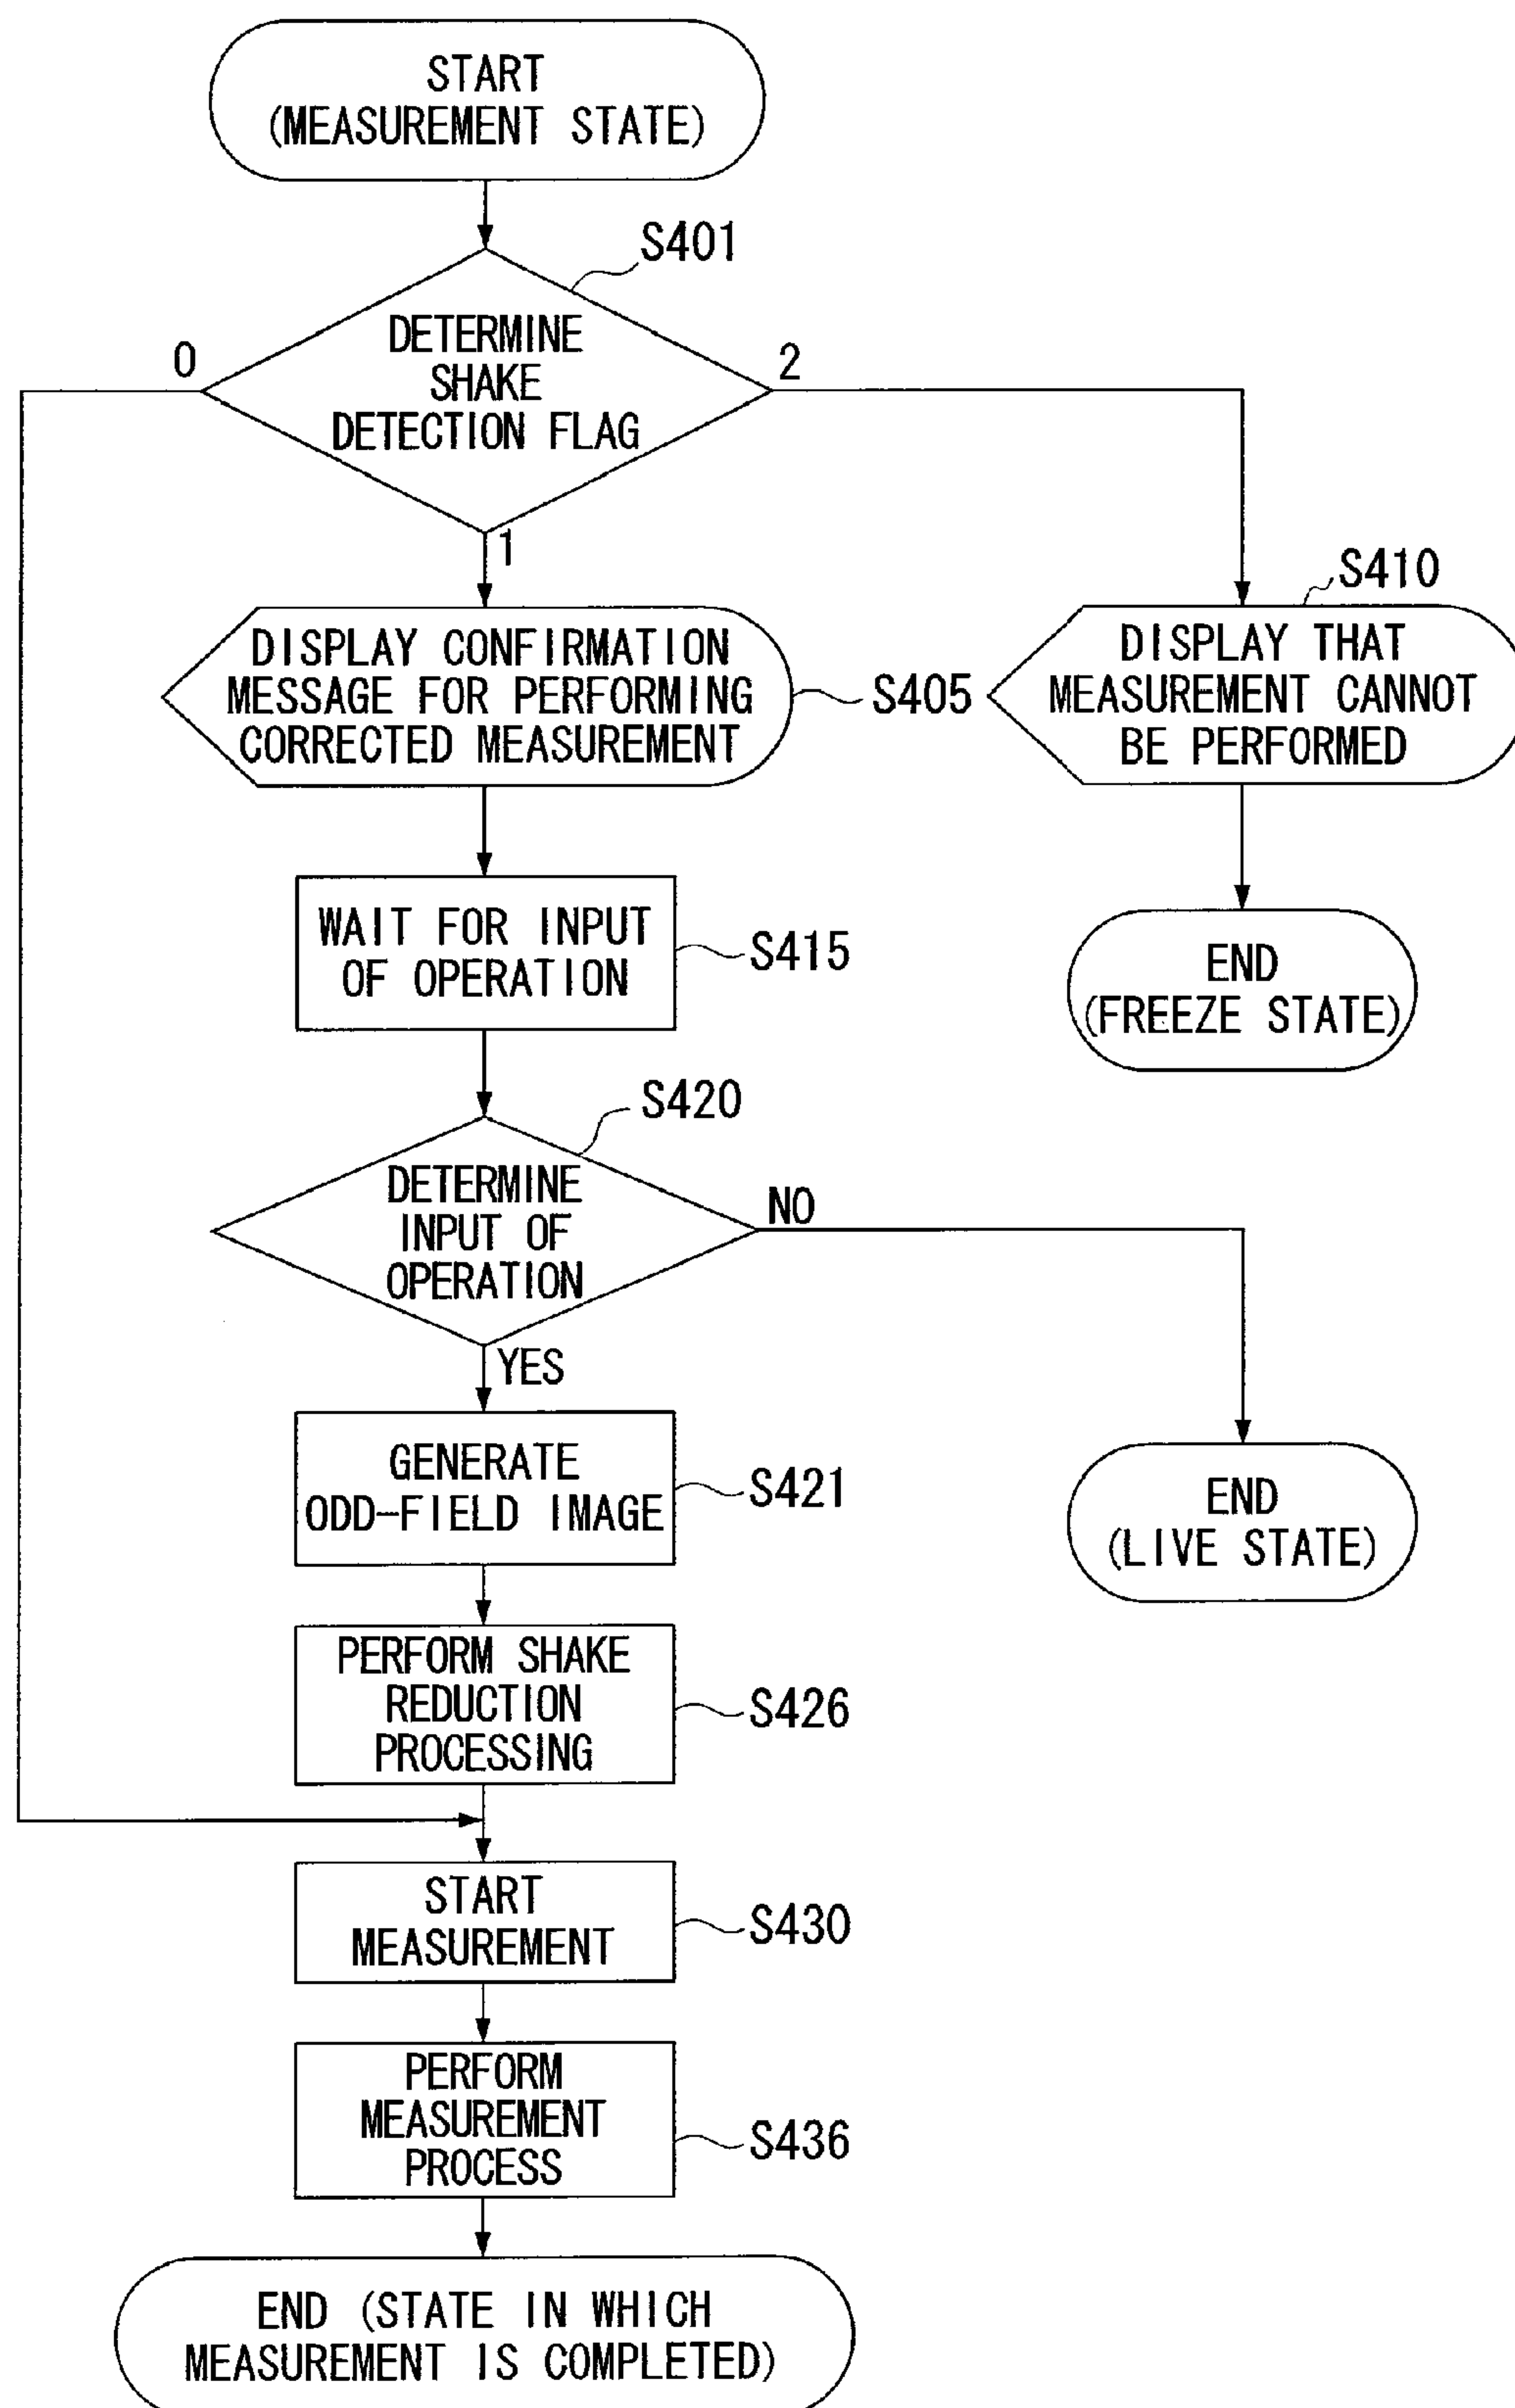 START
(MEASUREMENT STATE)
S401
DETERMINE
SHAKE
DETECTION FLAG
0
2
1
DISPLAY CONFIRMATION
MESSAGE FOR PERFORMING
CORRECTED MEASUREMENT
S405
S410
DISPLAY THAT
MEASUREMENT CANNOT
BE PERFORMED
WAIT FOR INPUT
OF OPERATION
S415
END
(FREEZE STATE)
S420
DETERMINE
INPUT OF
OPERATION
NO
YES
GENERATE
ODD-FIELD IMAGE
S421
END
(LIVE STATE)
PERFORM SHAKE
REDUCTION
PROCESSING
S426
START
MEASUREMENT
S430
PERFORM
MEASUREMENT
PROCESS
S436
END (STATE IN WHICH
MEASUREMENT IS COMPLETED)